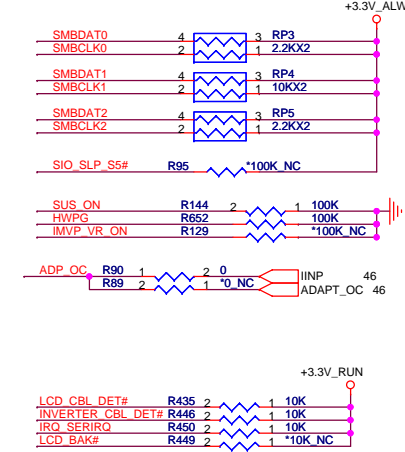 +3.3V_ALW
SMBDAT0 4 3 RP3
SMBCLK0 2 1 2.2KX2
SMBDAT1 4 3 RP4
SMBCLK1 2 1 10KX2
SMBDAT2 4 3 RP5
SMBCLK2 2 1 2.2KX2
SIO_SLP_S5# R95 *100K_NC
SUS_ON R144 2 1 100K
HWPG R652 100K
IMVP_VR_ON R129 *100K_NC
ADP_OC R90 1 2 0 IINP 46
R89 2 1 *0_NC ADAPT_OC 46
+3.3V_RUN
LCD_CBL_DET# R435 2 1 10K
INVERTER_CBL_DET# R446 2 1 10K
IRQ_SERIRQ R450 2 1 10K
LCD_BAK# R449 2 1 *10K_NC